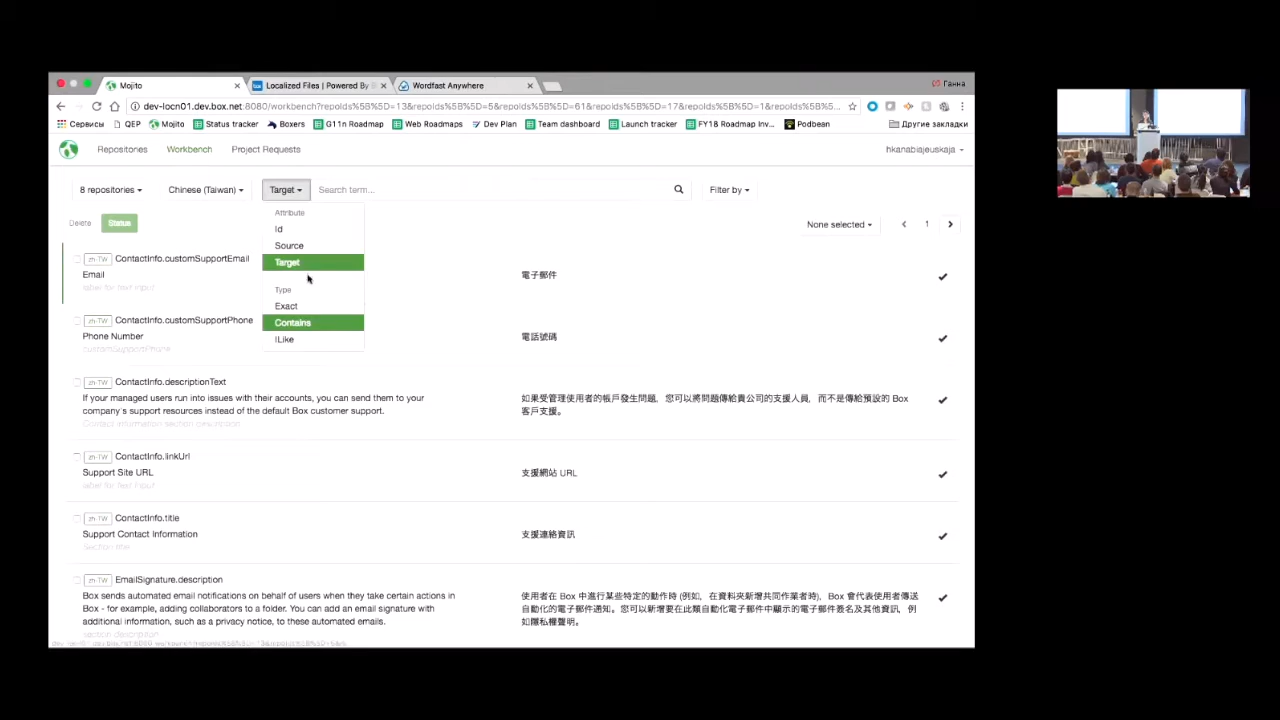 Mojito
Localized Files | Powered By
Wordfast Anywhere
Ганна
dev-locn01.dev.box.net:8080/workbench?repoIds%5B%5D=13&repoIds%5B%5D=5&repoIds%5B%5D=61&repoIds%5B%5D=17&repoIds%5B%5D=1&repoIds%5B%...
Сервисы
QEP
Mojito
Status tracker
Boxers
G11n Roadmap
Web Roadmaps
Dev Plan
Team dashboard
Launch tracker
FY18 Roadmap Inv...
Podbean
Другие закладки
Repositories
Workbench
Project Requests
hkanabiajeuskaja
8 repositories
Chinese (Taiwan)
Target
Search term...
Filter by
Attribute
Id
Source
Target
Type
Exact
Contains
ILike
Delete
Status
None selected
1
zh-TW ContactInfo.customSupportEmail
Email
電子郵件
label for text input
zh-TW ContactInfo.customSupportPhone
Phone Number
電話號碼
customSupportPhone
zh-TW ContactInfo.descriptionText
If your managed users run into issues with their accounts, you can send them to your
company's support resources instead of the default Box customer support.
如果受管理使用者的帳戶發生問題，您可以將問題傳給貴公司的支援人員，而不是傳給預設的 Box
客戶支援。
Contact information section description
zh-TW ContactInfo.linkUrl
Support Site URL
支援網站 URL
label for text input
zh-TW ContactInfo.title
Support Contact Information
支援連絡資訊
Section title
zh-TW EmailSignature.description
Box sends automated email notifications on behalf of users when they take certain actions in
Box - for example, adding collaborators to a folder. You can add an email signature with
additional information, such as a privacy notice, to these automated emails.
使用者在 Box 中進行某些特定的動作時 (例如，在資料夾新增共同作業者時)，Box 會代表使用者傳送
自動化的電子郵件通知。您可以新增要在此類自動化電子郵件中顯示的電子郵件簽名及其他資訊，例
如隱私權聲明。
section description